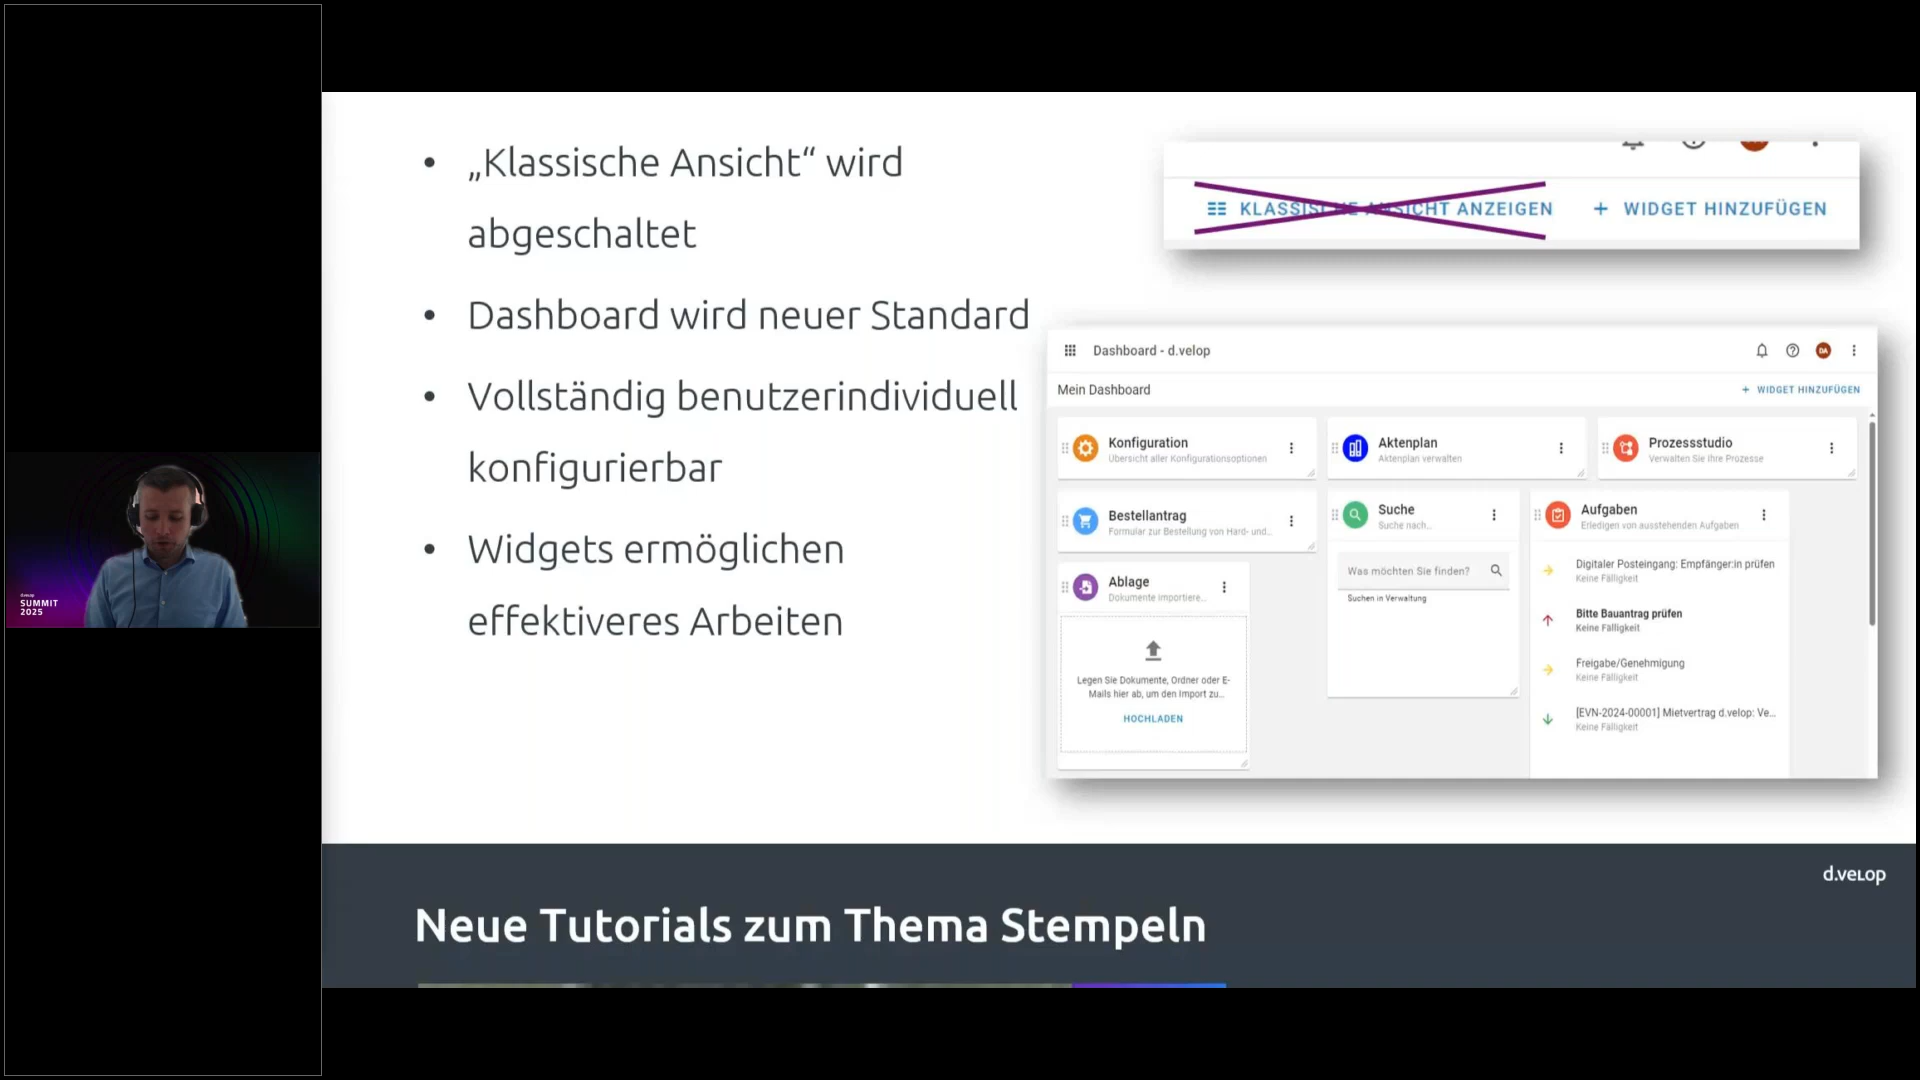 • „Klassische Ansicht“ wird
abgeschaltet
• Dashboard wird neuer Standard
• Vollständig benutzerindividuell
konfigurierbar
• Widgets ermöglichen
effektiveres Arbeiten
KLASSISCHE ANSICHT ANZEIGEN
+ WIDGET HINZUFÜGEN
Dashboard - d.velop
DA
Mein Dashboard
+ WIDGET HINZUFÜGEN
Konfiguration
Übersicht aller Konfigurationsoptionen
Aktenplan
Aktenplan verwalten
Prozessstudio
Verwalten Sie Ihre Prozesse
Bestellantrag
Formular zur Bestellung von Hard- und...
Suche
Suche nach...
Was möchten Sie finden?
Suchen in Verwaltung
Aufgaben
Erledigen von ausstehenden Aufgaben
Digitaler Posteingang: Empfänger:in prüfen
Keine Fälligkeit
Bitte Bauantrag prüfen
Keine Fälligkeit
Freigabe/Genehmigung
Keine Fälligkeit
[EVN-2024-00001] Mietvertrag d.velop: Ve...
Keine Fälligkeit
Ablage
Dokumente importiere...
Legen Sie Dokumente, Ordner oder E-
Mails hier ab, um den Import zu...
HOCHLADEN
d.velop
SUMMIT
2025
d.velop
Neue Tutorials zum Thema Stempeln